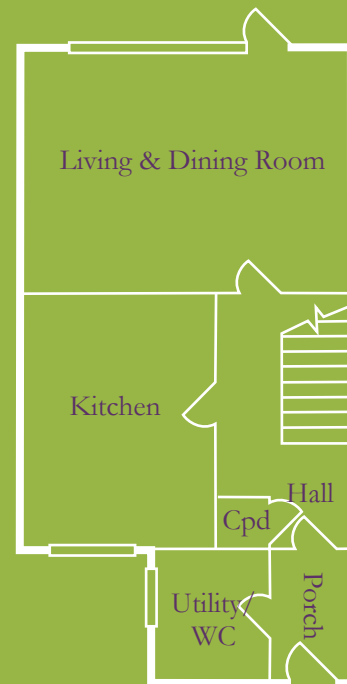 Living & Dining Room
Kitchen
Hall
Cpd
Utility/
WC
Porch